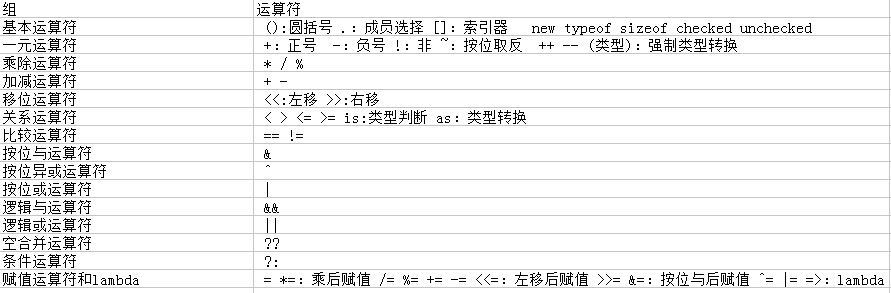 组 运算符
基本运算符 ():圆括号 .：成员选择 []：索引器 new typeof sizeof checked unchecked
一元运算符 +：正号 -：负号 !：非 ~：按位取反 ++ -- (类型)：强制类型转换
乘除运算符 * / %
加减运算符 + -
移位运算符 <<:左移 >>:右移
关系运算符 < > <= >= is:类型判断 as：类型转换
比较运算符 == !=
按位与运算符 &
按位异或运算符 ^
按位或运算符 |
逻辑与运算符 &&
逻辑或运算符 ||
空合并运算符 ??
条件运算符 ?:
赋值运算符和lambda = *=：乘后赋值 /= %= += -= <<=：左移后赋值 >>= &=：按位与后赋值 ^= |= =>：lambda